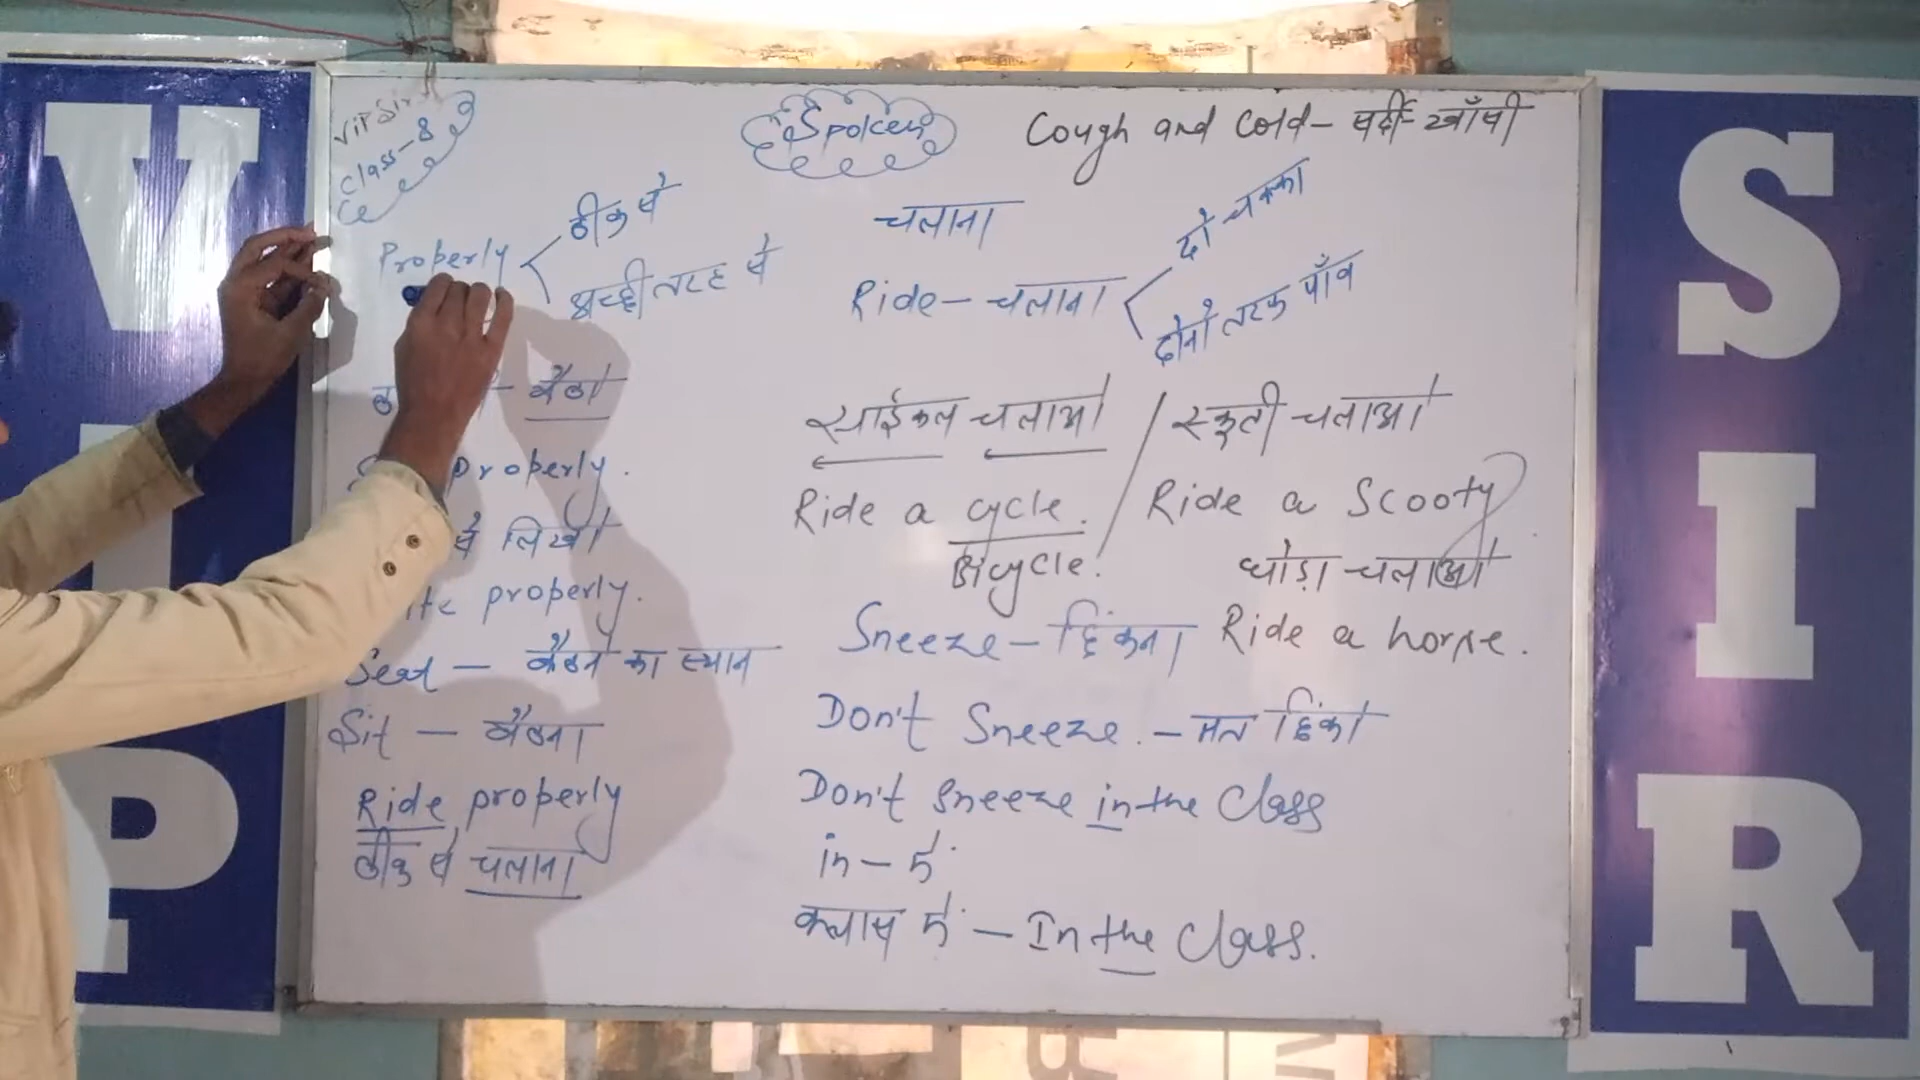 VIP Sir
Class-8
Spoken
Cough and Cold - सर्दी-खाँसी
Properly
ठीक से
अच्छी तरह से
- बैठो
Properly.
से लिखो
properly.
Seat - बैठने का स्थान
Sit - बैठना
Ride properly
ठीक से चलाना
चलाना
Ride - चलाना
दो चक्का
दोनों तरफ पाँव
साईकल चलाओ / स्कूटी चलाओ
Ride a cycle. / Ride a Scooty
Bicycle.
घोड़ा चलाओ
Sneeze - छिंकना
Ride a horse.
Don't Sneeze. - मत छिंको
Don't sneeze in the Class
in - में
क्लास में - In the Class.
V
P
S
I
R